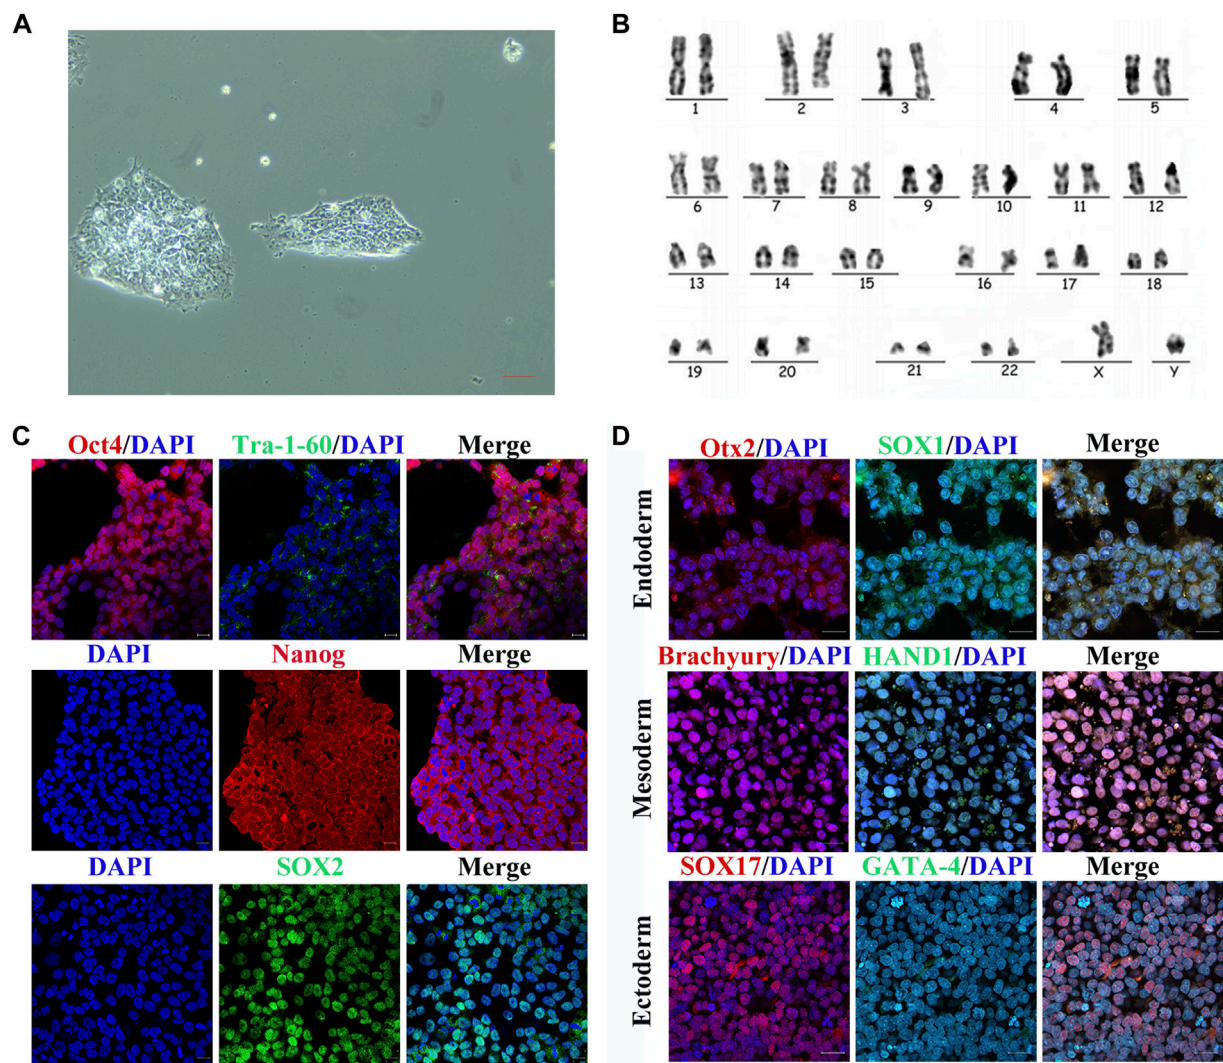 A
B
1 2 3 4 5
6 7 8 9 10 11 12
13 14 15 16 17 18
19 20 21 22 X Y
C
Oct4/DAPI Tra-1-60/DAPI Merge
DAPI Nanog Merge
DAPI SOX2 Merge
D
Otx2/DAPI SOX1/DAPI Merge
Endoderm
Brachyury/DAPI HAND1/DAPI Merge
Mesoderm
SOX17/DAPI GATA-4/DAPI Merge
Ectoderm